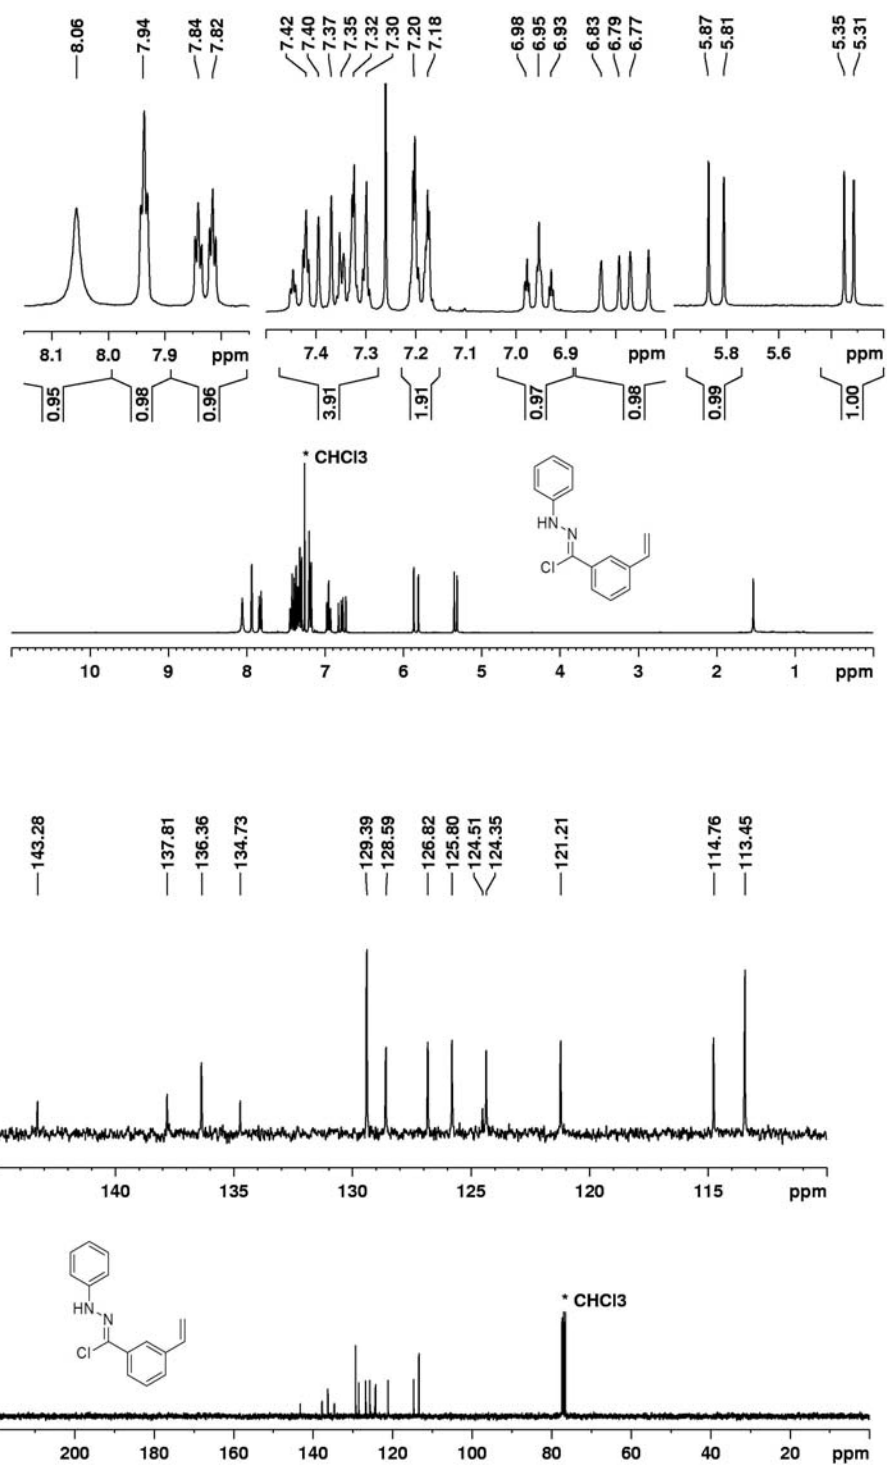 8.06 7.94 7.84 7.82 7.42 7.40 7.37 7.35 7.32 7.30 7.20 7.18 6.98 6.95 6.93 6.83 6.79 6.77 5.87 5.81 5.35 5.31
8.1 8.0 7.9 ppm 7.4 7.3 7.2 7.1 7.0 6.9 ppm 5.8 5.6 ppm
0.95 0.98 0.96 3.91 1.91 0.97 0.98 0.99 1.00
* CHCl3
HN N
Cl
10 9 8 7 6 5 4 3 2 1 ppm
143.28 137.81 136.36 134.73 129.39 128.59 126.82 125.80 124.51 124.35 121.21 114.76 113.45
140 135 130 125 120 115 ppm
* CHCl3
HN N
Cl
200 180 160 140 120 100 80 60 40 20 ppm